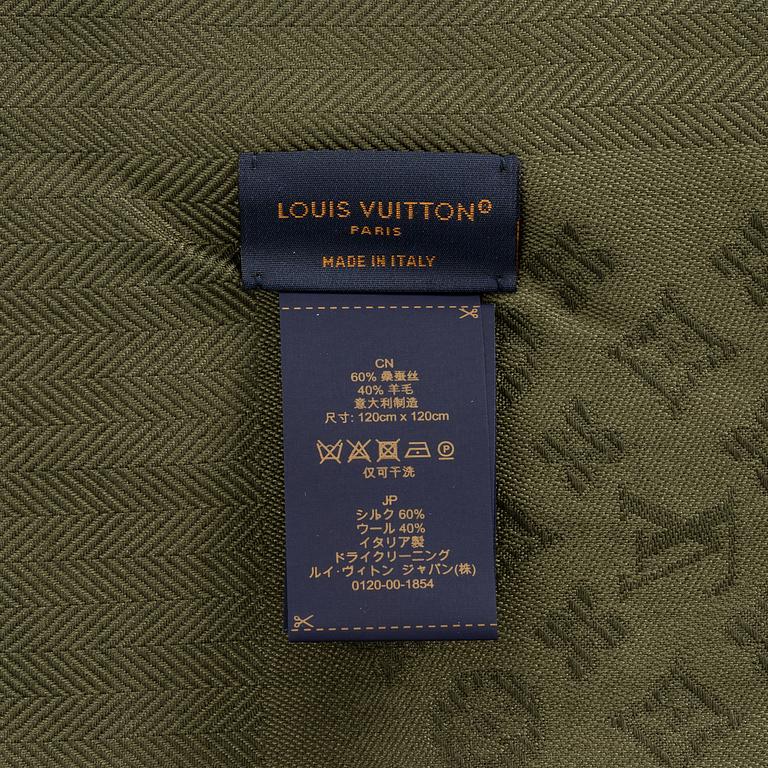 LOUIS VUITTON®
PARIS
MADE IN ITALY
CN
60% 桑蚕丝
40% 羊毛
意大利制造
尺寸: 120cm x 120cm
P
仅可干洗
JP
シルク 60%
ウール 40%
イタリア製
ドライクリーニング
ルイ・ヴィトン ジャパン(株)
0120-00-1854